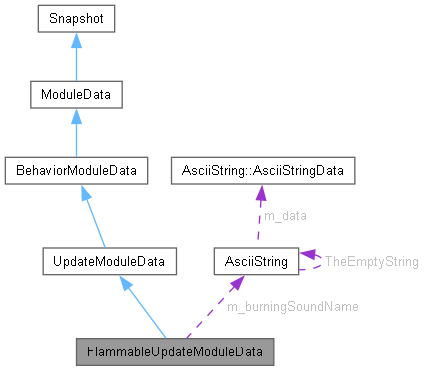 Snapshot
ModuleData
BehaviorModuleData
AsciiString::AsciiStringData
m_data
UpdateModuleData
AsciiString
TheEmptyString
m_burningSoundName
FlammableUpdateModuleData